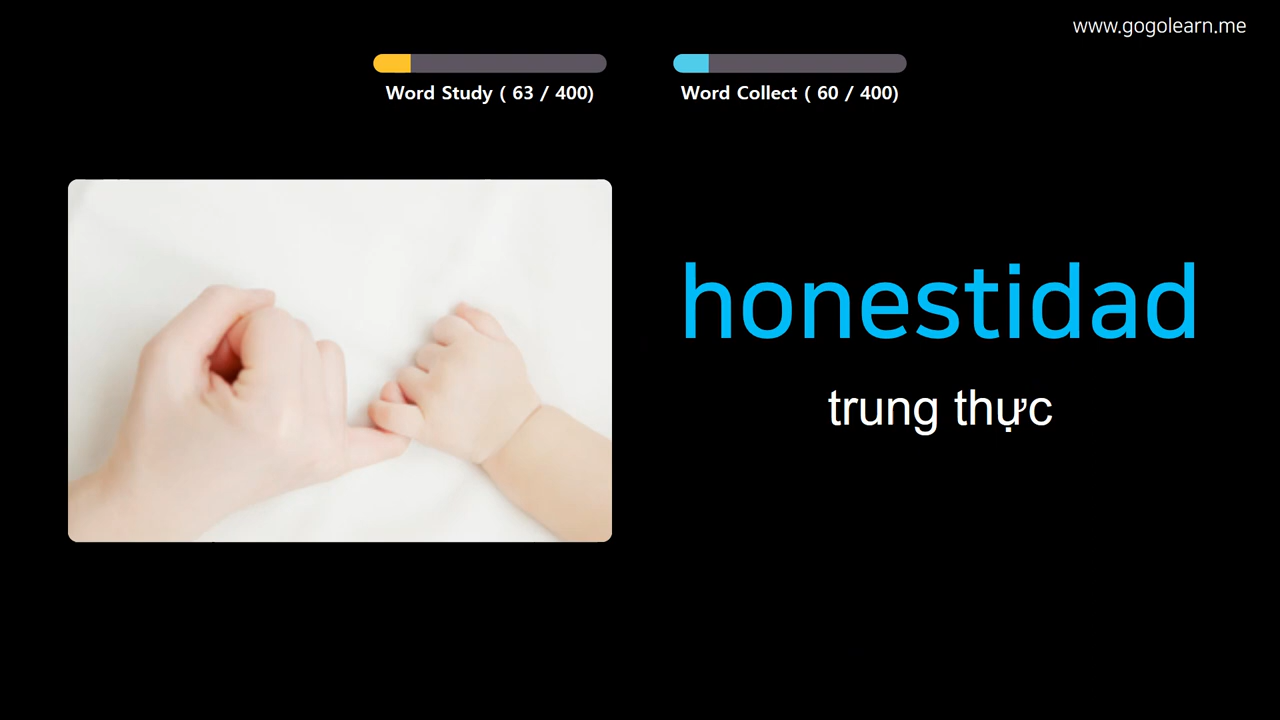 www.gogolearn.me
Word Study ( 63 / 400)
Word Collect ( 60 / 400)
honestidad
trung thực